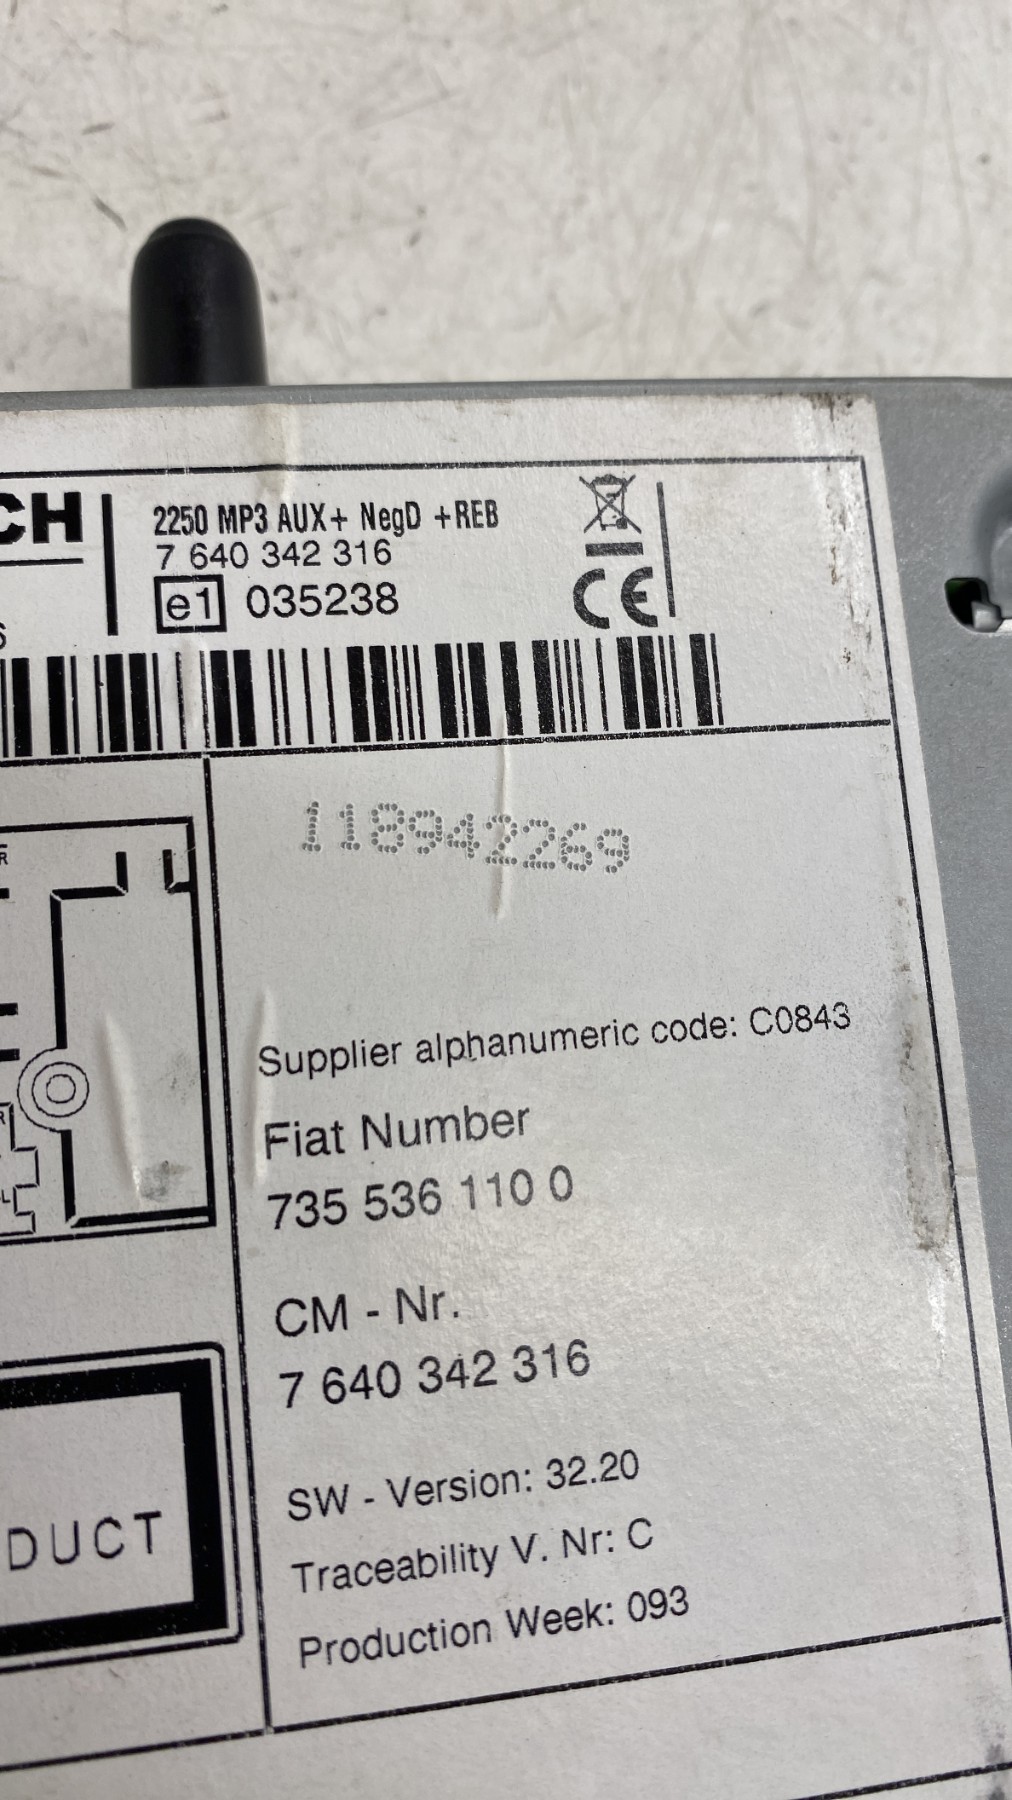 CH
2250 MP3 AUX+ NegD +REB
7 640 342 316
e1 035238
CE
118942269
R
Supplier alphanumeric code: C0843
Fiat Number
735 536 110 0
CM - Nr.
7 640 342 316
SW - Version: 32.20
Traceability V. Nr: C
Production Week: 093
DUCT